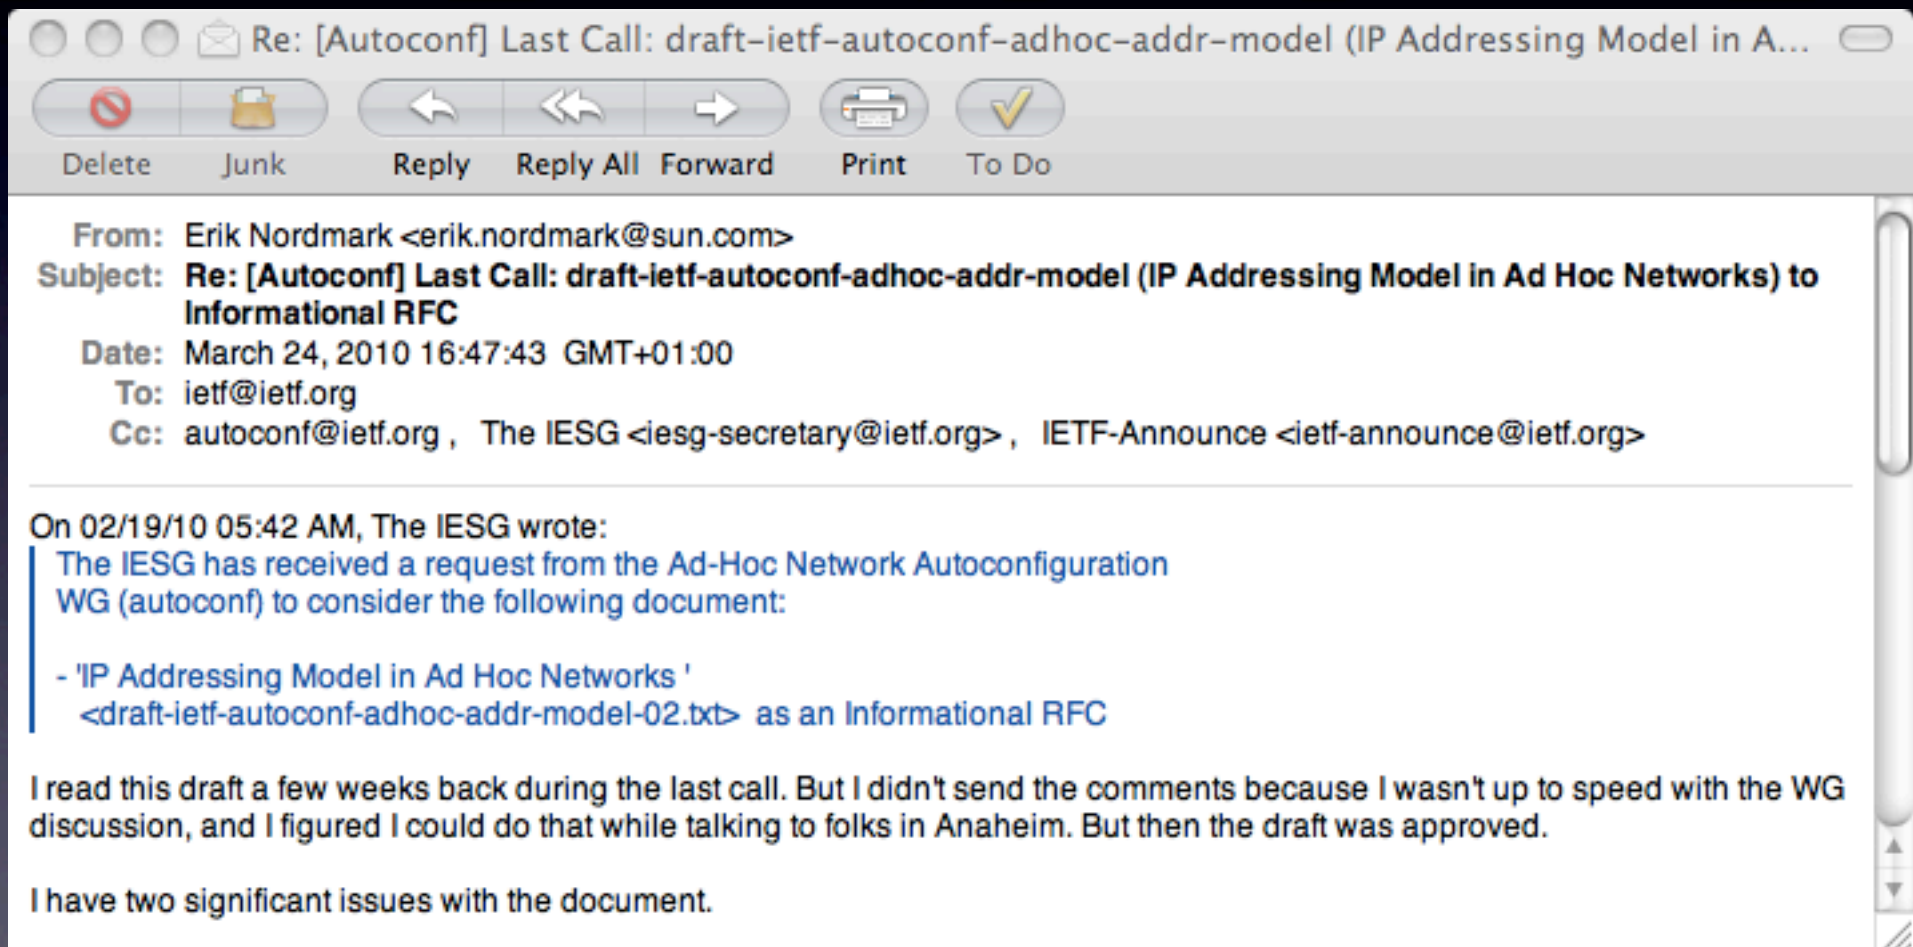 Re: [Autoconf] Last Call: draft-ietf-autoconf-adhoc-addr-model (IP Addressing Model in A...
Delete Junk Reply Reply All Forward Print To Do
From: Erik Nordmark <erik.nordmark@sun.com>
Subject: Re: [Autoconf] Last Call: draft-ietf-autoconf-adhoc-addr-model (IP Addressing Model in Ad Hoc Networks) to
Informational RFC
Date: March 24, 2010 16:47:43 GMT+01:00
To: ietf@ietf.org
Cc: autoconf@ietf.org , The IESG <iesg-secretary@ietf.org> , IETF-Announce <ietf-announce@ietf.org>
On 02/19/10 05:42 AM, The IESG wrote:
The IESG has received a request from the Ad-Hoc Network Autoconfiguration
WG (autoconf) to consider the following document:
- 'IP Addressing Model in Ad Hoc Networks '
<draft-ietf-autoconf-adhoc-addr-model-02.txt> as an Informational RFC
I read this draft a few weeks back during the last call. But I didn't send the comments because I wasn't up to speed with the WG
discussion, and I figured I could do that while talking to folks in Anaheim. But then the draft was approved.
I have two significant issues with the document.